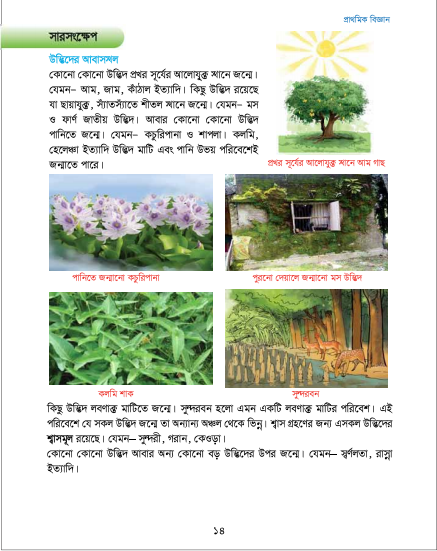 প্রাথমিক বিজ্ঞান
সারসংক্ষেপ
উদ্ভিদের আবাসস্থল
কোনো কোনো উদ্ভিদ প্রখর সূর্যের আলোযুক্ত স্থানে জন্মে।
যেমন– আম, জাম, কাঁঠাল ইত্যাদি। কিছু উদ্ভিদ রয়েছে
যা ছায়াযুক্ত, স্যাঁতস্যাঁতে শীতল স্থানে জন্মে। যেমন– মস
ও ফার্ণ জাতীয় উদ্ভিদ। আবার কোনো কোনো উদ্ভিদ
পানিতে জন্মে। যেমন– কচুরিপানা ও শাপলা। কলমি,
হেলেঞ্চা ইত্যাদি উদ্ভিদ মাটি এবং পানি উভয় পরিবেশেই
জন্মাতে পারে।
প্রখর সূর্যের আলোযুক্ত স্থানে আম গাছ
পানিতে জন্মানো কচুরিপানা
পুরনো দেয়ালে জন্মানো মস উদ্ভিদ
কলমি শাক
সুন্দরবন
কিছু উদ্ভিদ লবণাক্ত মাটিতে জন্মে। সুন্দরবন হলো এমন একটি লবণাক্ত মাটির পরিবেশ। এই
পরিবেশে যে সকল উদ্ভিদ জন্মে তা অন্যান্য অঞ্চল থেকে ভিন্ন। শ্বাস গ্রহণের জন্য এসকল উদ্ভিদের
শ্বাসমূল রয়েছে। যেমন— সুন্দরী, গরান, কেওড়া।
কোনো কোনো উদ্ভিদ আবার অন্য কোনো বড় উদ্ভিদের উপর জন্মে। যেমন— স্বর্ণলতা, রাস্না
ইত্যাদি।
১৪